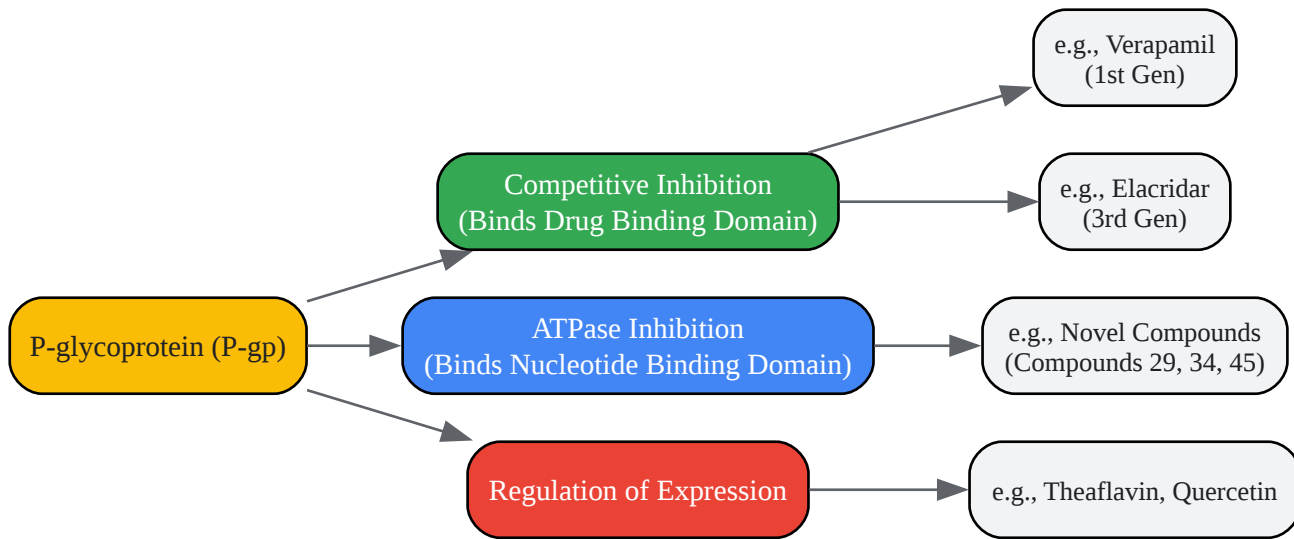 P-glycoprotein (P-gp)
Competitive Inhibition
(Binds Drug Binding Domain)
e.g., Verapamil
(1st Gen)
e.g., Elacridar
(3rd Gen)
ATPase Inhibition
(Binds Nucleotide Binding Domain)
e.g., Novel Compounds
(Compounds 29, 34, 45)
Regulation of Expression
e.g., Theaflavin, Quercetin